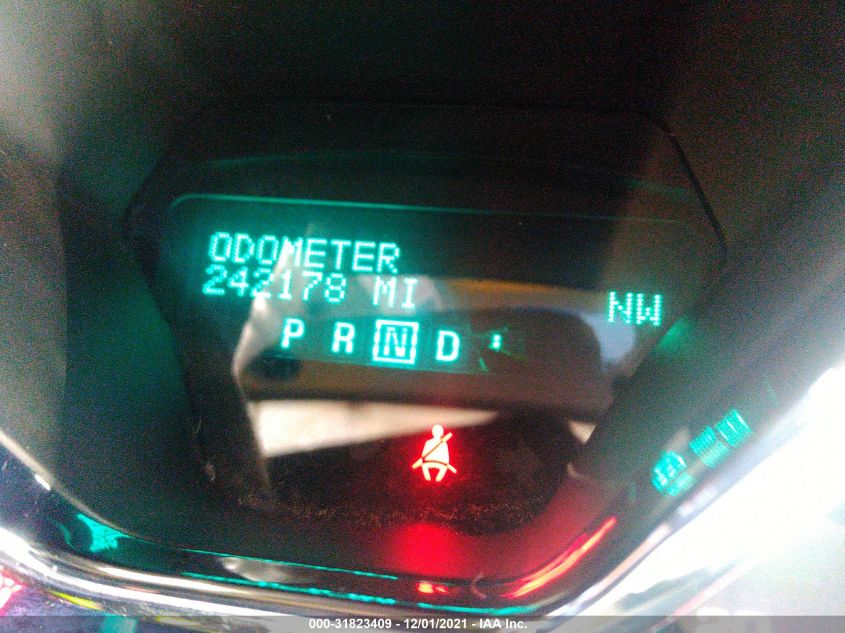 ODOMETER
242178 MI
NW
P R N D
000-31823409 - 12/01/2021 - IAA Inc.